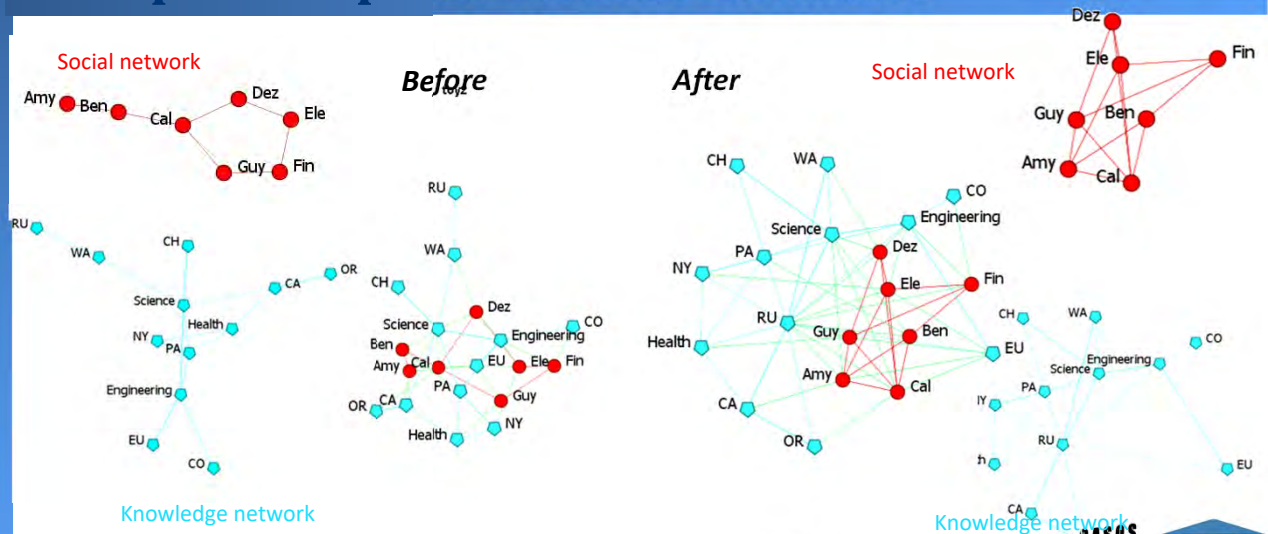 Social network
Amy
Ben
Cal
Dez
Ele
Guy
Fin
RU
WA
CH
CA
OR
Science
Health
NY
PA
Engineering
EU
CO
Knowledge network
Before
RU
WA
CH
Dez
Science
Engineering
CO
Ben
Amy
Cal
EU
Ele
Fin
PA
OR
CA
Guy
NY
Health
After
CH
WA
CO
Science
Engineering
PA
Dez
NY
Ele
Fin
RU
Guy
Ben
Health
EU
Amy
Cal
CA
OR
Social network
Dez
Ele
Fin
Guy
Ben
Amy
Cal
CH
WA
CO
Engineering
Science
PA
IY
RU
h
EU
CA
Knowledge network